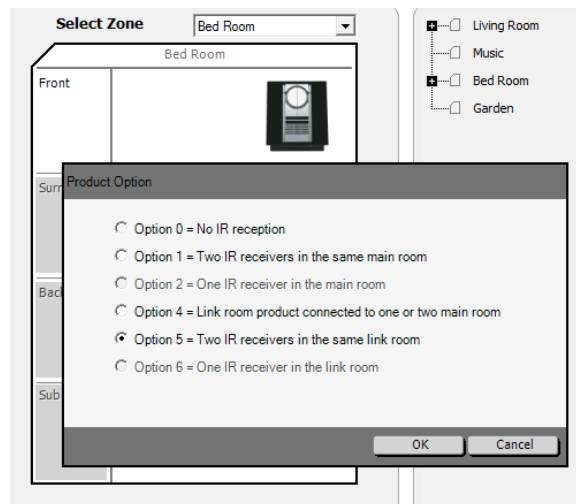 Select Zone
Bed Room
Bed Room
Front
Living Room
Music
Bed Room
Garden
Surr
Product Option
Option 0 = No IR reception
Option 1 = Two IR receivers in the same main room
Option 2 = One IR receiver in the main room
Option 4 = Link room product connected to one or two main room
Option 5 = Two IR receivers in the same link room
Option 6 = One IR receiver in the link room
Back
Sub
OK
Cancel